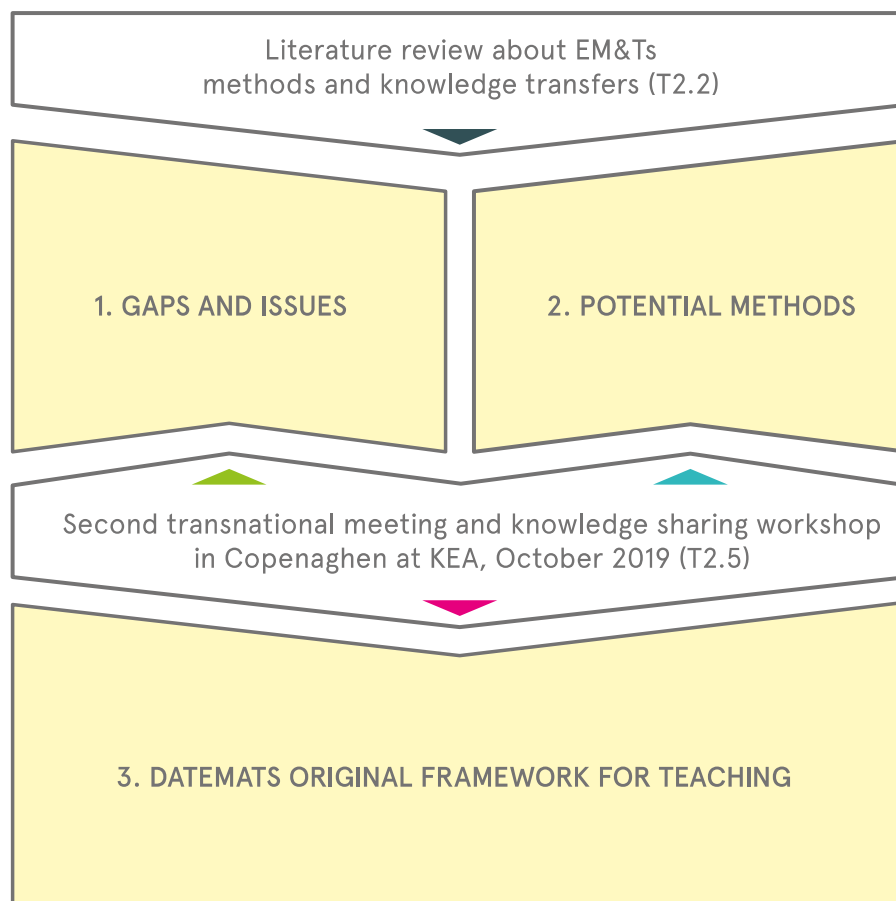 Literature review about EM&Ts
methods and knowledge transfers (T2.2)
1. GAPS AND ISSUES
2. POTENTIAL METHODS
Second transnational meeting and knowledge sharing workshop
in Copenaghen at KEA, October 2019 (T2.5)
3. DATEMATS ORIGINAL FRAMEWORK FOR TEACHING